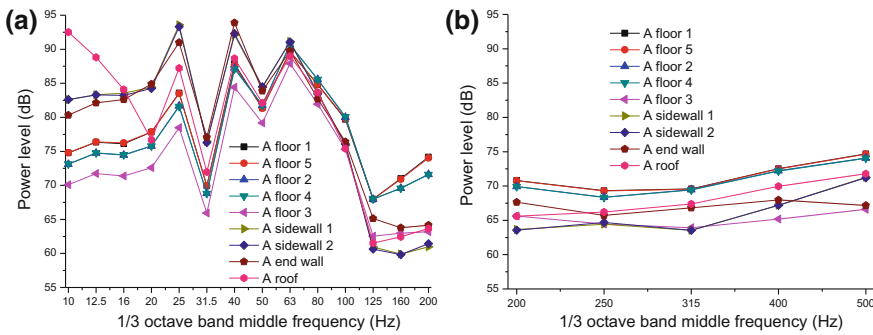 (a)
Power level (dB)
95
90
85
80
75
70
65
60
55
A floor 1
A floor 5
A floor 2
A floor 4
A floor 3
A sidewall 1
A sidewall 2
A end wall
A roof
10 12.5 16 20 25 31.5 40 50 63 80 100 125 160 200
1/3 octave band middle frequency (Hz)
(b)
Power level (dB)
95
90
85
80
75
70
65
60
55
A floor 1
A floor 5
A floor 2
A floor 4
A floor 3
A sidewall 1
A sidewall 2
A end wall
A roof
200 250 315 400 500
1/3 octave band middle frequency (Hz)